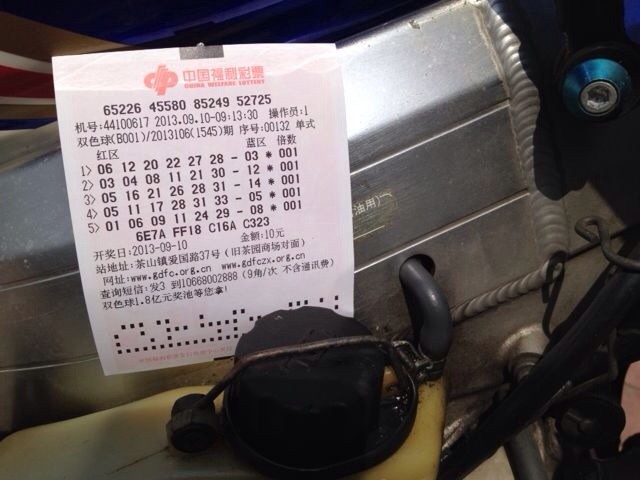 中国福利彩票
CHINA WELFARE LOTTERY
65226 45580 85249 52725
机号:44100617 2013.09.10-09:13:30 操作员:1
双色球(B001)/2013106(1545)期 序号:00132 单式
红区 蓝区 倍数
1> 06 12 20 22 27 28 - 03 * 001
2> 03 04 08 11 21 30 - 12 * 001
3> 05 16 21 26 28 31 - 14 * 001
4> 05 11 17 28 31 33 - 05 * 001
5> 01 06 09 11 24 29 - 08 * 001
6E7A FF18 C16A C323
开奖日:2013-09-10 金额:10元
站地址:茶山镇爱国路37号(旧茶园商场对面)
网址:www.gdfc.org.cn www.gdfczx.org.cn
查询短信:发3 到10668002888(9角/次 不含通讯费)
双色球1.8亿元奖池等您拿!
油用)